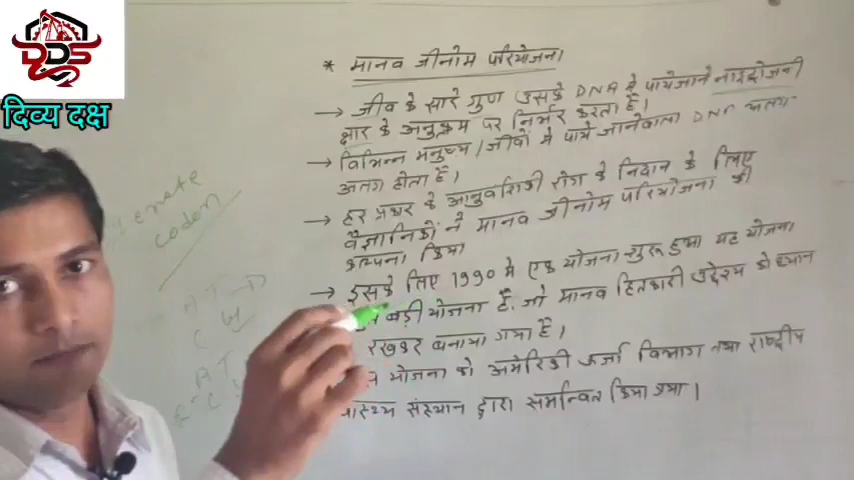 DDS
दिव्य दक्ष
* मानव जीनोम परियोजना
→ जीव के सारे गुण उसके DNA मे पाये जाने नाइट्रोजनी
क्षार के अनुक्रम पर निर्भर करता है।
→ विभिन्न मनुष्य / जीवों मे पाये जानेवाला DNA अलग
अलग होता है।
→ हर प्रकार के आनुवंशिकी रोग के निदान के लिए
वैज्ञानिकों ने मानव जीनोम परियोजना की
कल्पना किया
→ इसके लिए 1990 मे एक योजना शुरू हुआ यह योजना
बड़ी योजना है, जो मानव हितकारी उद्देश्य को ध्यान
रखकर बनाया गया है।
योजना को अमेरिकी ऊर्जा विभाग तथा राष्ट्रीय
स्वास्थ्य संस्थान द्वारा समन्वित किया गया।
codon
A T
C G
A T
C